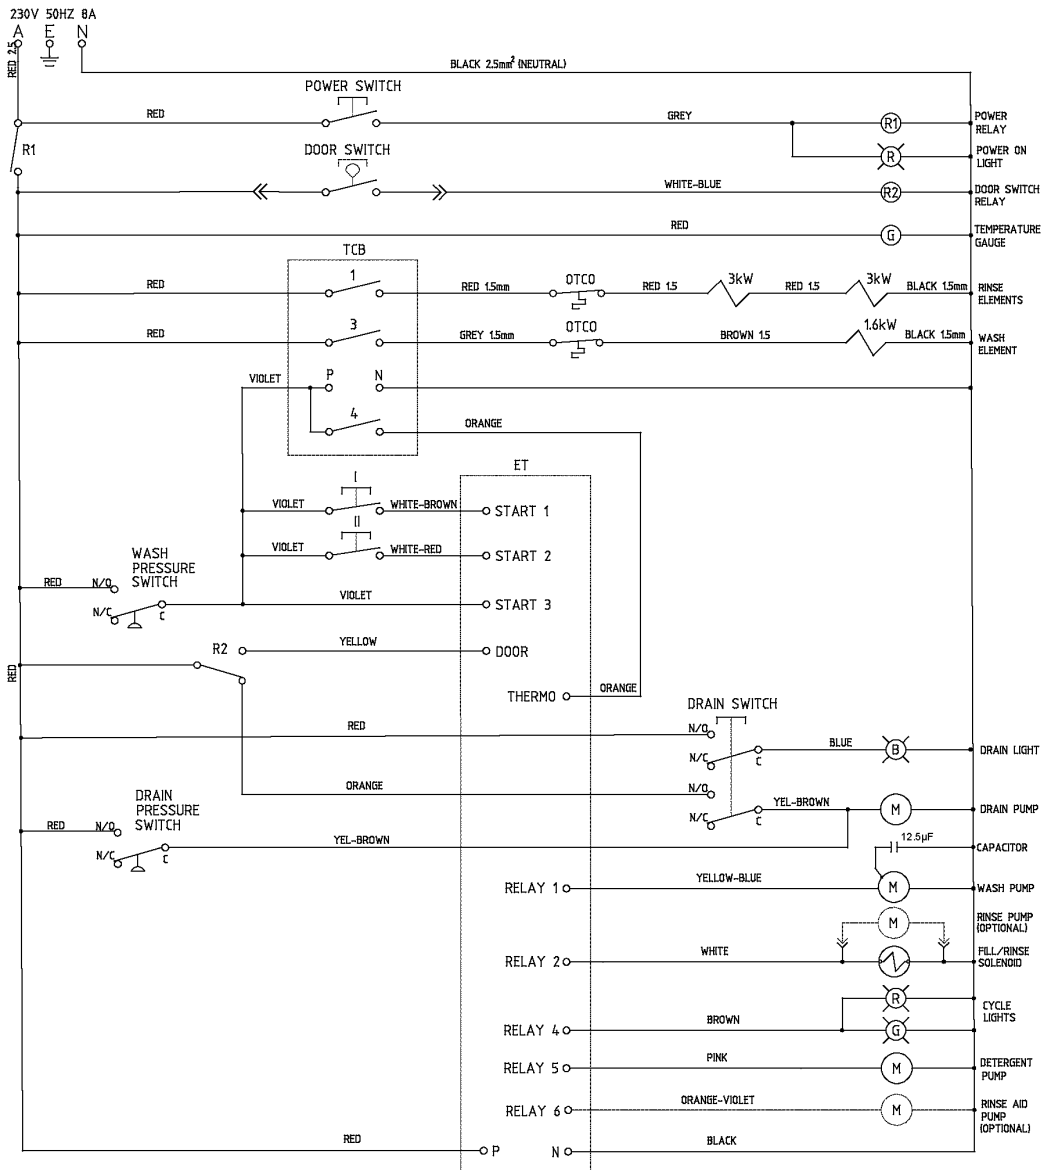 230V 50HZ 8A
A E N
RED 2.5
BLACK 2.5mm² (NEUTRAL)
POWER SWITCH
RED
GREY
R1
POWER
RELAY
R1
DOOR SWITCH
R
POWER ON
LIGHT
WHITE-BLUE
R2
DOOR SWITCH
RELAY
RED
G
TEMPERATURE
GAUGE
TCB
RED
1
RED 1.5mm
OTCO
RED 1.5
3kW
RED 1.5
3kW
BLACK 1.5mm
RINSE
ELEMENTS
RED
3
GREY 1.5mm
OTCO
BROWN 1.5
1.6kW
BLACK 1.5mm
WASH
ELEMENT
VIOLET
P
N
4
ORANGE
ET
I
VIOLET
WHITE-BROWN
START 1
II
VIOLET
WHITE-RED
START 2
WASH
PRESSURE
SWITCH
RED
N/O
N/C
C
VIOLET
START 3
R2
YELLOW
DOOR
RED
THERMO
ORANGE
DRAIN SWITCH
RED
N/O
N/C
C
BLUE
B
DRAIN LIGHT
ORANGE
N/O
N/C
C
YEL-BROWN
M
DRAIN PUMP
DRAIN
PRESSURE
SWITCH
RED
N/O
N/C
C
YEL-BROWN
12.5µF
CAPACITOR
RELAY 1
YELLOW-BLUE
M
WASH PUMP
M
RINSE PUMP
(OPTIONAL)
RELAY 2
WHITE
FILL/RINSE
SOLENOID
R
CYCLE
LIGHTS
RELAY 4
BROWN
G
RELAY 5
PINK
M
DETERGENT
PUMP
RELAY 6
ORANGE-VIOLET
M
RINSE AID
PUMP
(OPTIONAL)
RED
P
N
BLACK